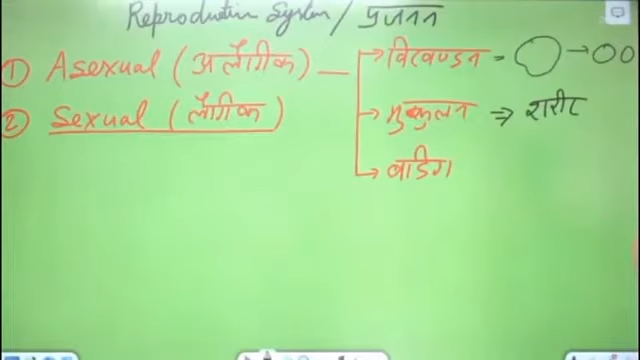 Reproduction System / प्रजनन
① Asexual (अलैंगीक) — → विखण्डन =
② Sexual (लैंगीक) → मुकुलन ⇒ शरीर
→ बाडिंग